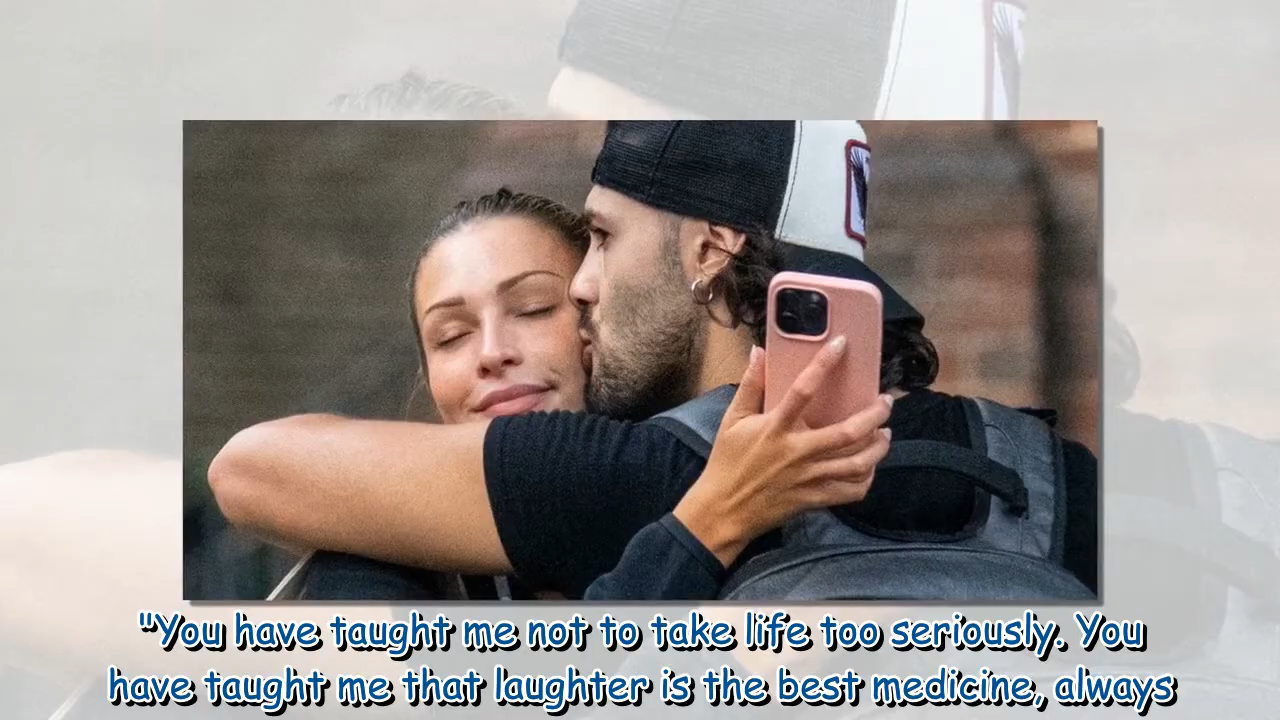 "You have taught me not to take life too seriously. You
have taught me that laughter is the best medicine, always